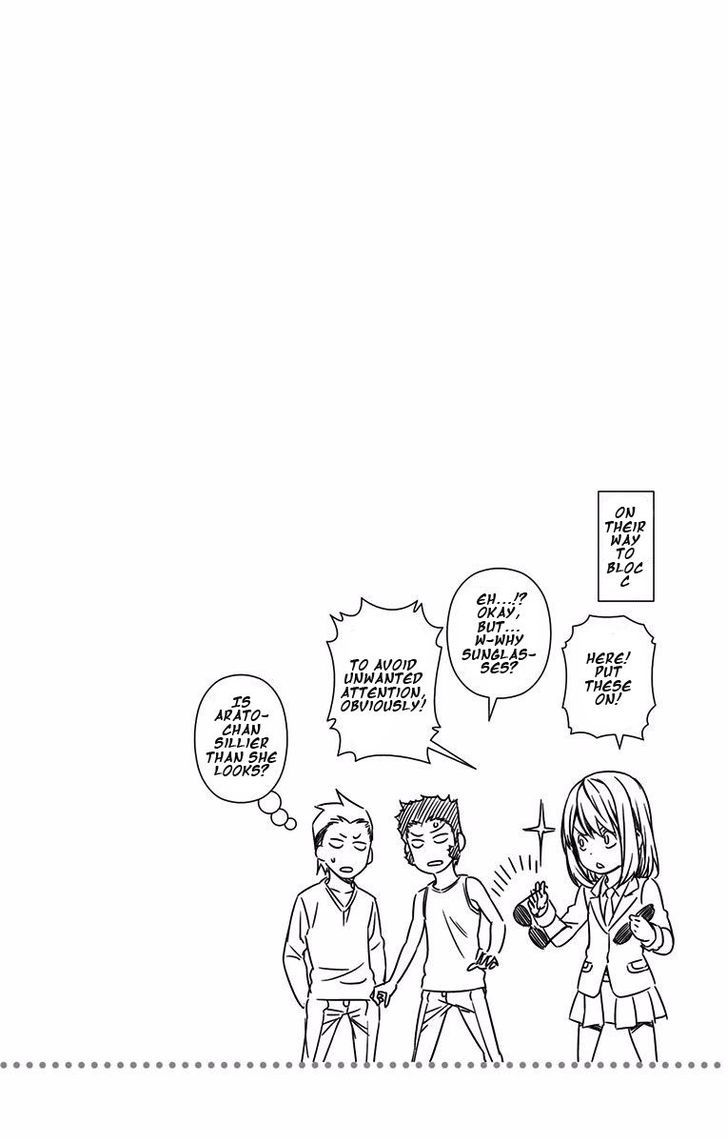 ON
THEIR
WAY
TO
BLOC
C
HERE!
PUT
THESE
ON!
EH...!?
OKAY,
BUT...
W-WHY
SUNGLAS-
SES?
TO AVOID
UNWANTED
ATTENTION,
OBVIOUSLY!
IS
ARATO-
CHAN
SILLIER
THAN SHE
LOOKS?